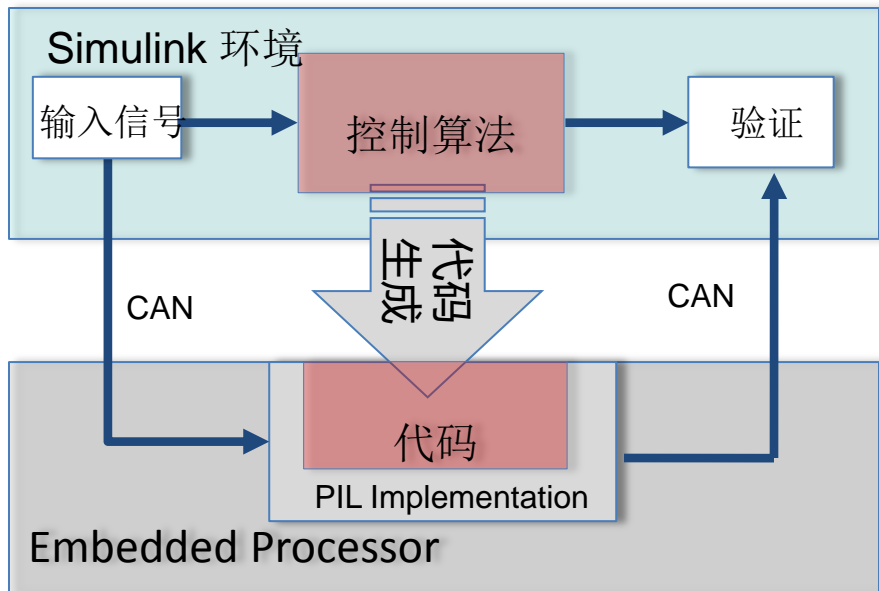 Simulink 环境
输入信号
控制算法
验证
代码
生成
CAN
CAN
代码
PIL Implementation
Embedded Processor